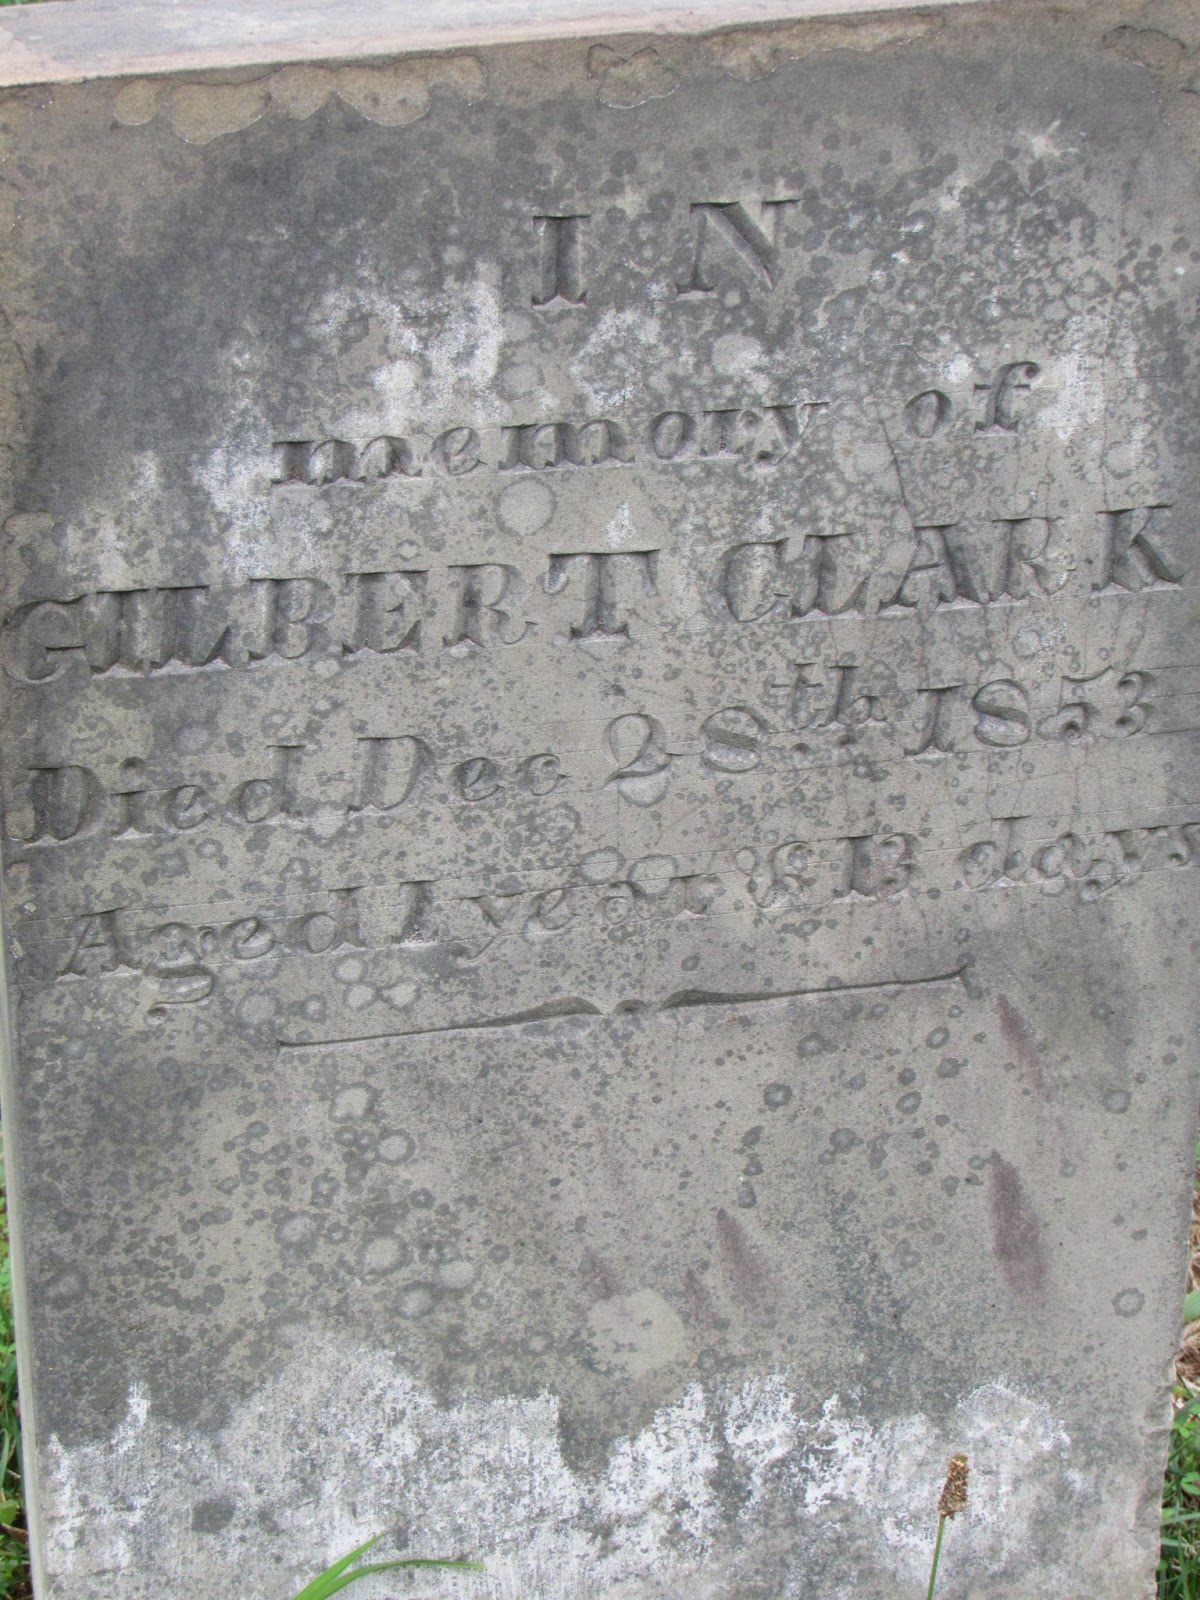 IN
memory of
GILBERT CLARK
Died Dec 28th 1853
Aged 1 year & 13 days